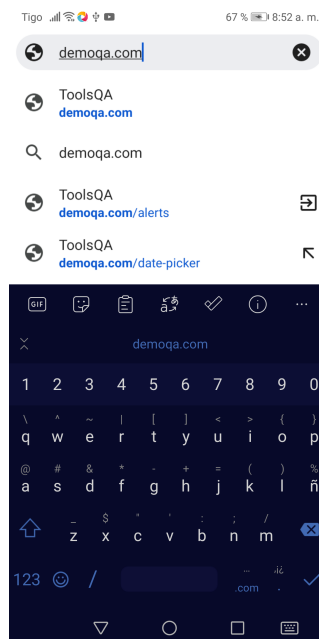 Tigo 67 % 8:52 a. m.
demoqa.com
ToolsQA
demoqa.com
demoqa.com
ToolsQA
demoqa.com/alerts
ToolsQA
demoqa.com/date-picker
GIF ...
demoqa.com
1 2 3 4 5 6 7 8 9 0
\ ^ ~ | [ ] < > { }
q w e r t y u i o p
@ # & * - + = ( ) %
a s d f g h j k l ñ
_ $ " ' : ; /
z x c v b n m
123 / .com .